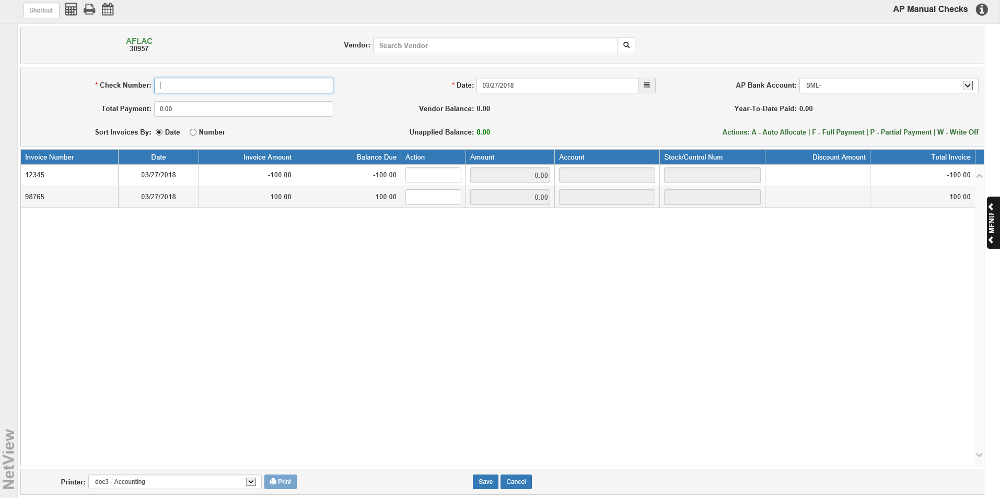 Shortcut
AP Manual Checks
AFLAC
30957
Vendor: Search Vendor
* Check Number: * Date: 03/27/2018 AP Bank Account: SML-
Total Payment: 0.00 Vendor Balance: 0.00 Year-To-Date Paid: 0.00
Sort Invoices By: Date Number Unapplied Balance: 0.00 Actions: A - Auto Allocate | F - Full Payment | P - Partial Payment | W - Write Off
Invoice Number Date Invoice Amount Balance Due Action Amount Account Stock/Control Num Discount Amount Total Invoice
12345 03/27/2018 -100.00 -100.00 0.00 -100.00
98765 03/27/2018 100.00 100.00 0.00 100.00
MENU
NetView
Printer: doc3 - Accounting Print Save Cancel